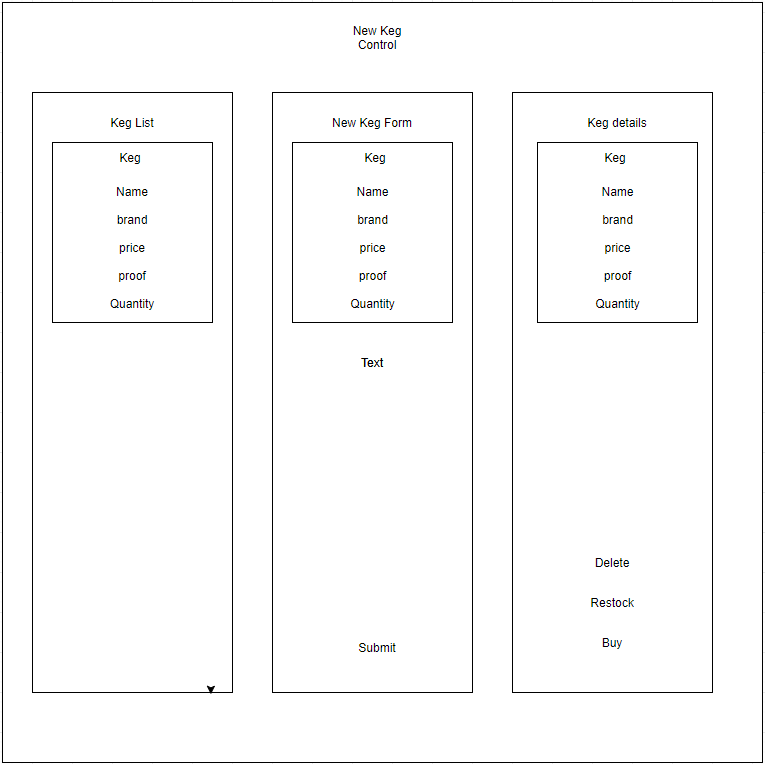 New Keg
Control
Keg List
Keg
Name
brand
price
proof
Quantity
New Keg Form
Keg
Name
brand
price
proof
Quantity
Text
Submit
Keg details
Keg
Name
brand
price
proof
Quantity
Delete
Restock
Buy